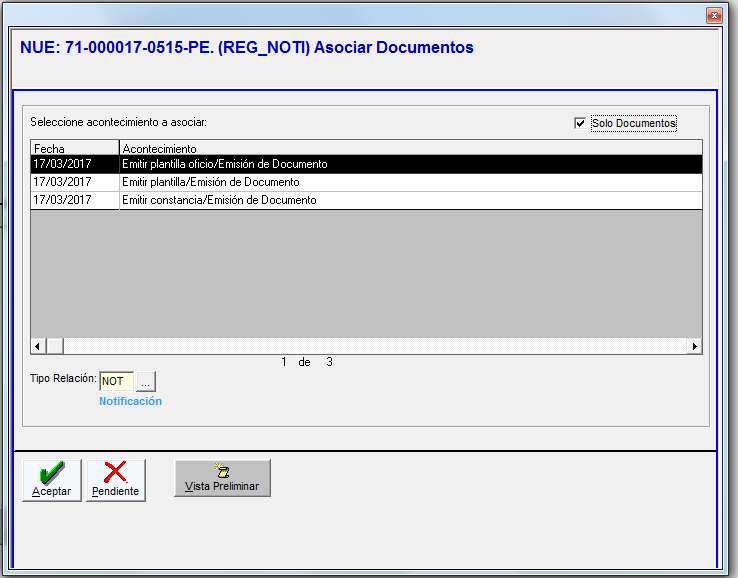 NUE: 71-000017-0515-PE. (REG_NOTI) Asociar Documentos
Seleccione acontecimiento a asociar:
Solo Documentos
Fecha Acontecimiento
17/03/2017 Emitir plantilla oficio/Emisión de Documento
17/03/2017 Emitir plantilla/Emisión de Documento
17/03/2017 Emitir constancia/Emisión de Documento
1 de 3
Tipo Relación: NOT ...
Notificación
Aceptar Pendiente Vista Preliminar